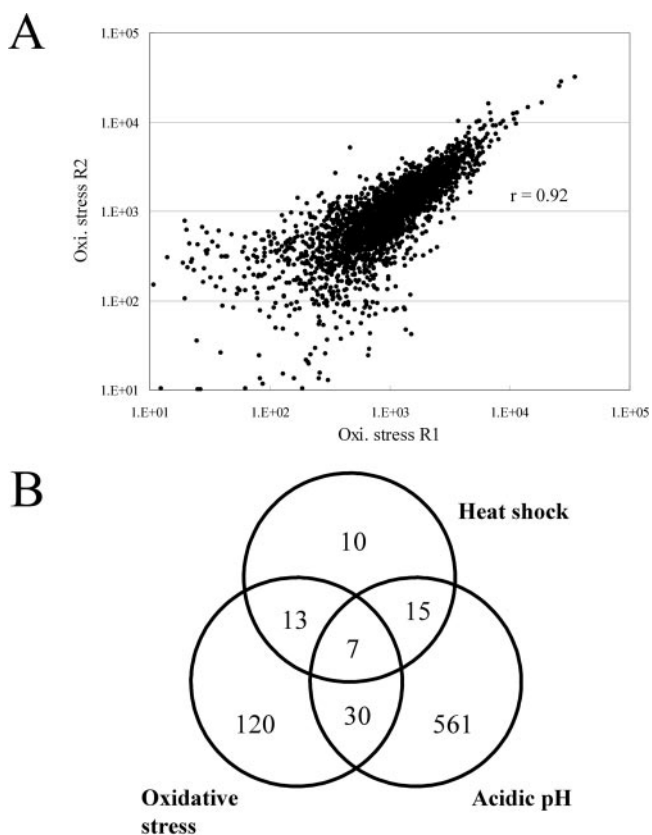 A
1.E+05
1.E+04
1.E+03
1.E+02
1.E+01
Oxi. stress R2
r = 0.92
1.E+01 1.E+02 1.E+03 1.E+04 1.E+05
Oxi. stress R1
B
Heat shock
10
13
15
7
120
30
561
Oxidative
stress
Acidic pH